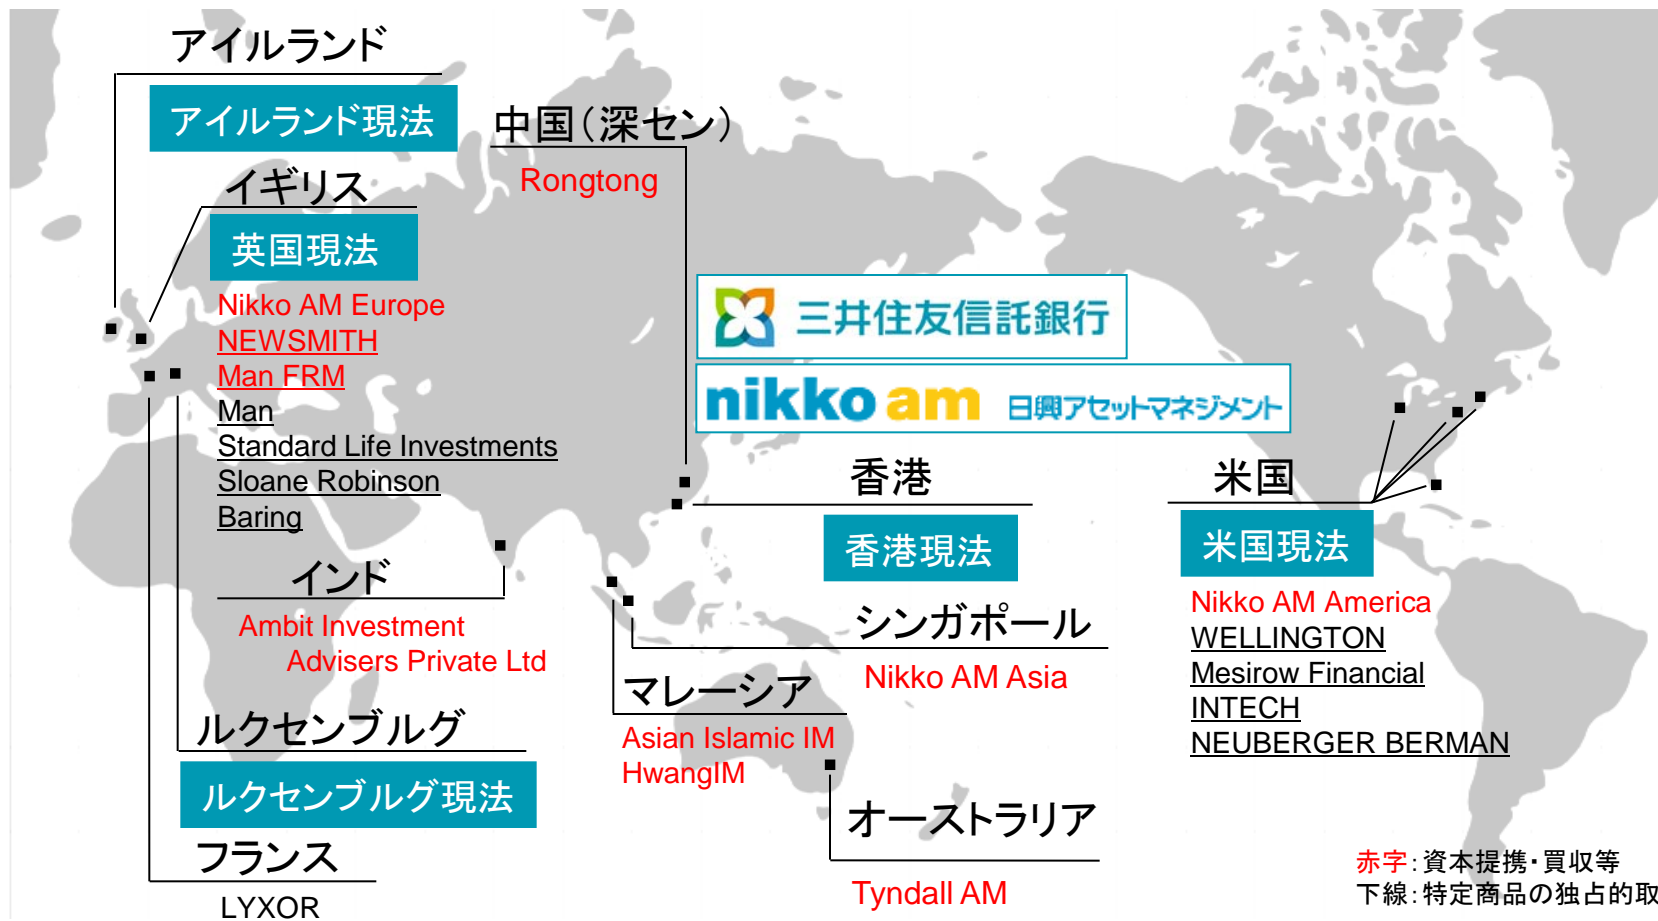 アイルランド
アイルランド現法
中国(深セン)
Rongtong
イギリス
英国現法
Nikko AM Europe
NEWSMITH
Man FRM
Man
Standard Life Investments
Sloane Robinson
Baring
三井住友信託銀行
nikko am 日興アセットマネジメント
香港
香港現法
米国
米国現法
Nikko AM America
WELLINGTON
Mesirow Financial
INTECH
NEUBERGER BERMAN
インド
Ambit Investment
Advisers Private Ltd
シンガポール
Nikko AM Asia
マレーシア
Asian Islamic IM
HwangIM
ルクセンブルグ
ルクセンブルグ現法
オーストラリア
Tyndall AM
フランス
LYXOR
赤字:資本提携・買収等
下線:特定商品の独占的取